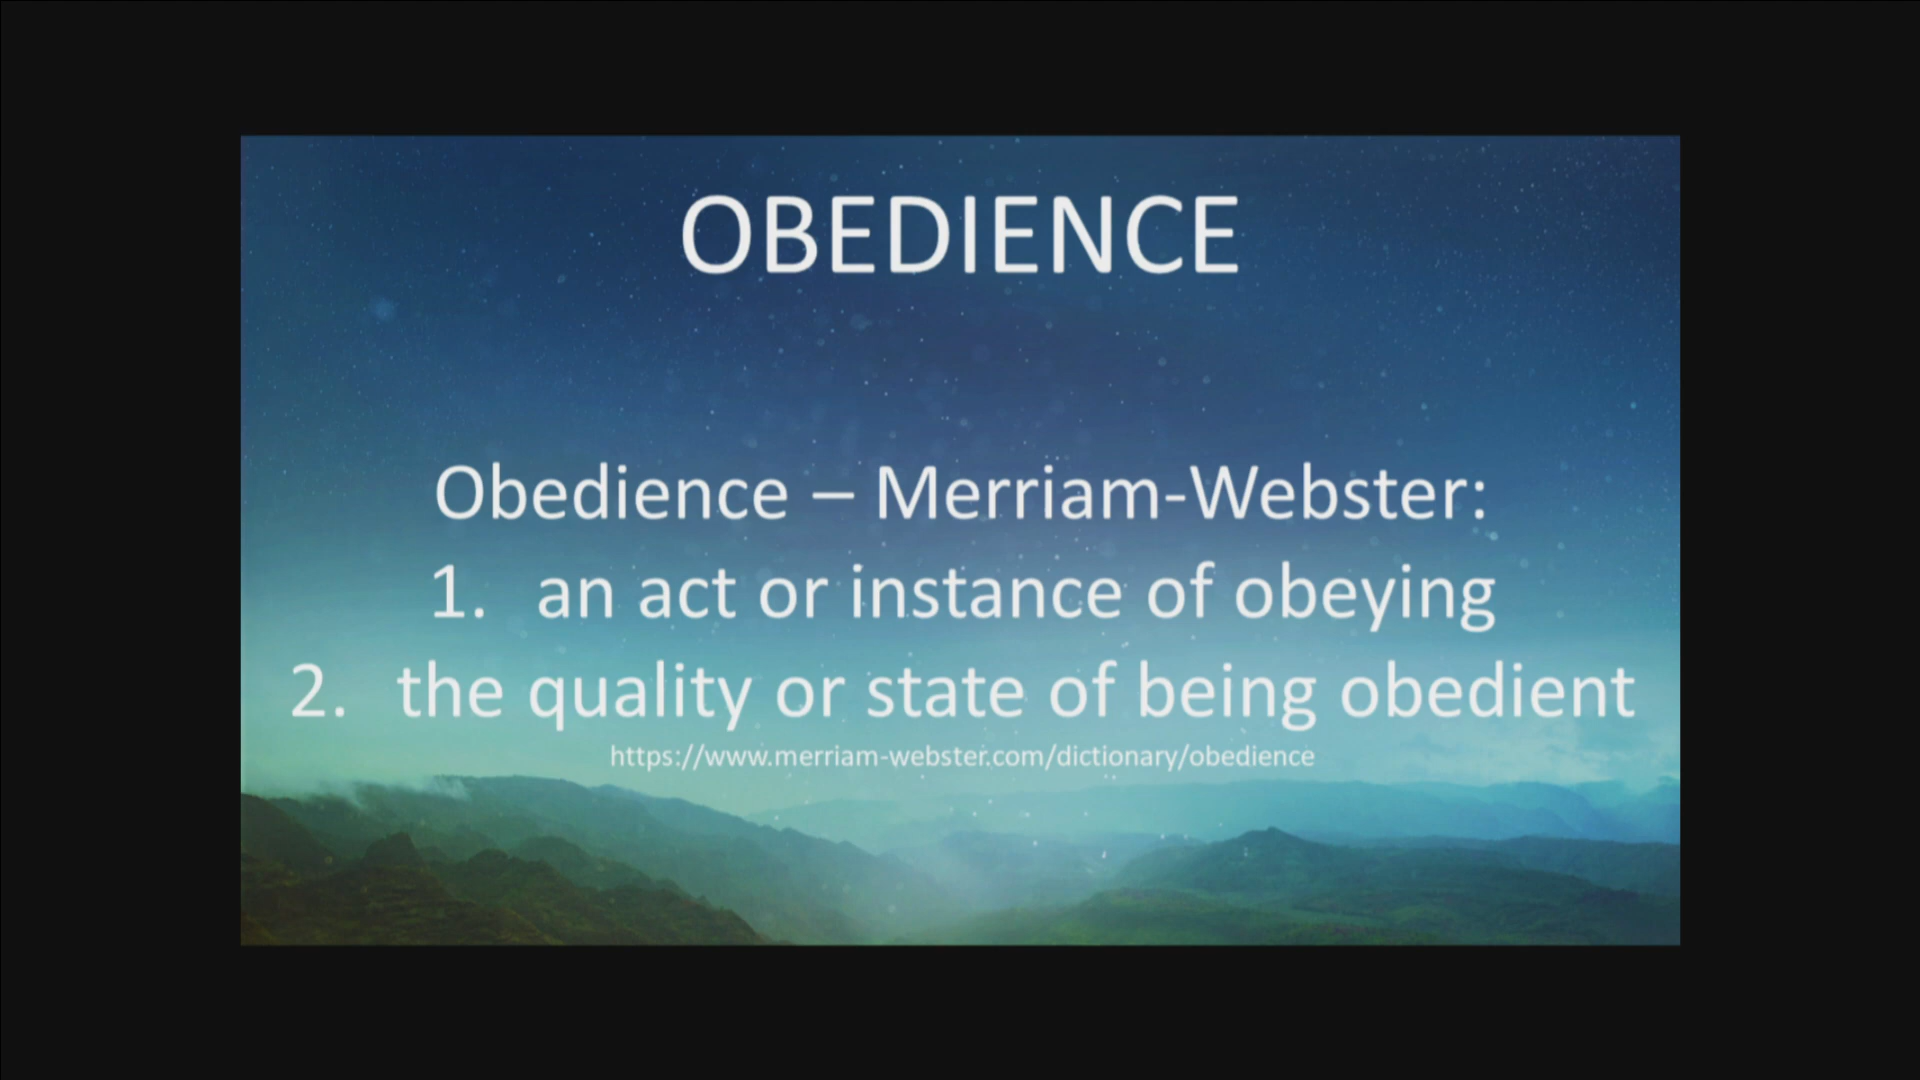 OBEDIENCE
Obedience – Merriam-Webster:
1. an act or instance of obeying
2. the quality or state of being obedient
https://www.merriam-webster.com/dictionary/obedience